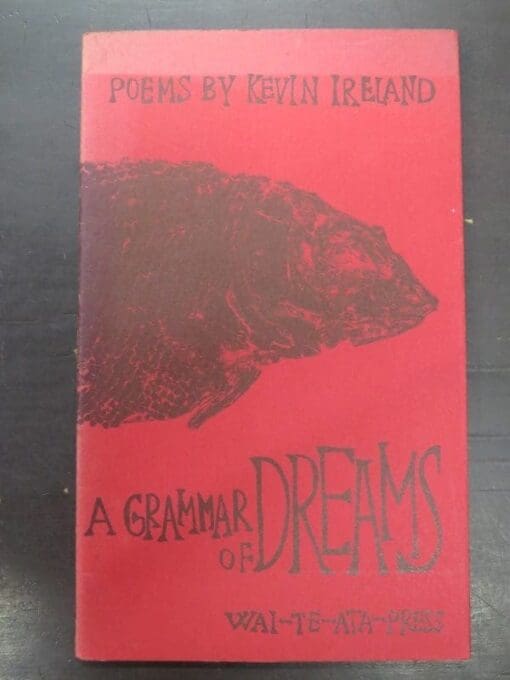 POEMS BY KEVIN IRELAND
A GRAMMAR
OF DREAMS
WAI-TE-ATA-PRESS